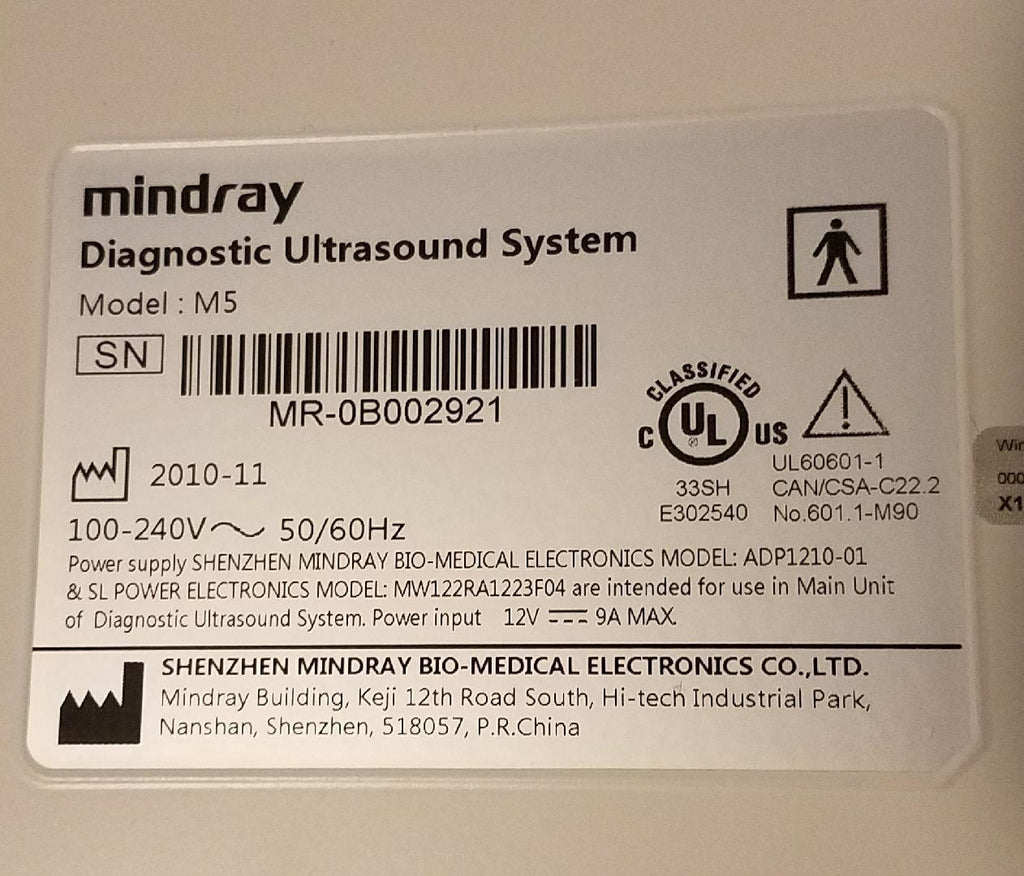 mindray
Diagnostic Ultrasound System
Model : M5
SN
MR-0B002921
2010-11
100-240V～ 50/60Hz
CLASSIFIED
C UL US
®
33SH
E302540
UL60601-1
CAN/CSA-C22.2
No.601.1-M90
Power supply SHENZHEN MINDRAY BIO-MEDICAL ELECTRONICS MODEL: ADP1210-01
& SL POWER ELECTRONICS MODEL: MW122RA1223F04 are intended for use in Main Unit
of Diagnostic Ultrasound System. Power input 12V ⎓ 9A MAX.
SHENZHEN MINDRAY BIO-MEDICAL ELECTRONICS CO.,LTD.
Mindray Building, Keji 12th Road South, Hi-tech Industrial Park,
Nanshan, Shenzhen, 518057, P.R.China
X1